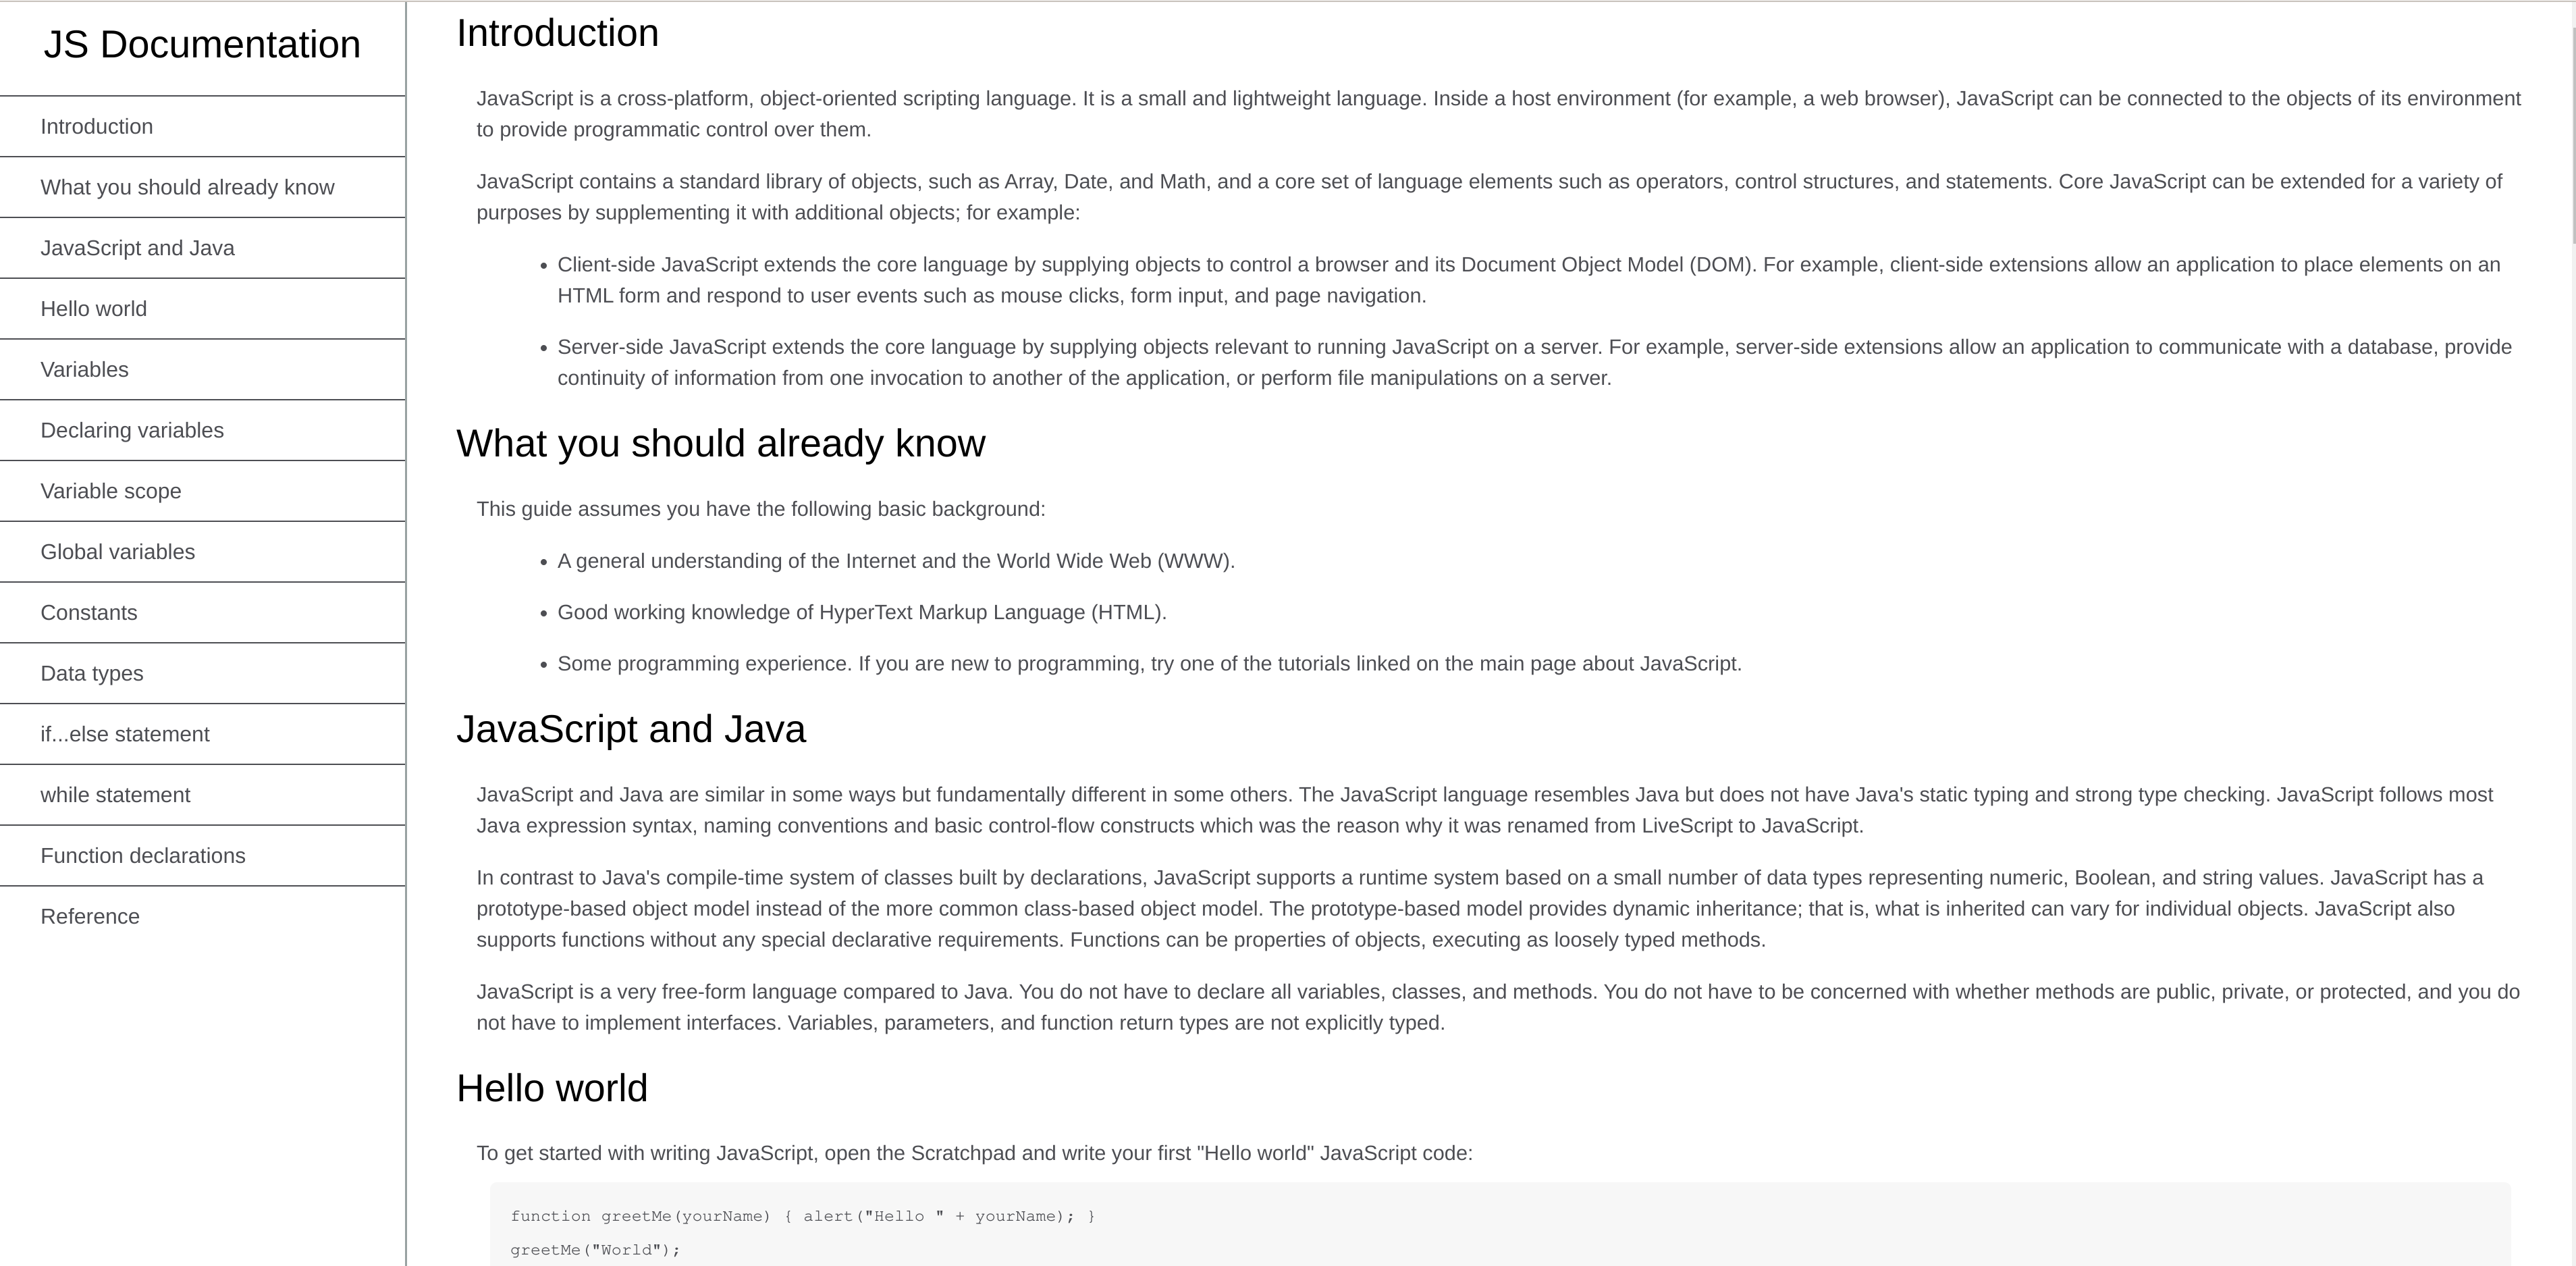 JS Documentation
Introduction
What you should already know
JavaScript and Java
Hello world
Variables
Declaring variables
Variable scope
Global variables
Constants
Data types
if...else statement
while statement
Function declarations
Reference
Introduction
JavaScript is a cross-platform, object-oriented scripting language. It is a small and lightweight language. Inside a host environment (for example, a web browser), JavaScript can be connected to the objects of its environment
to provide programmatic control over them.
JavaScript contains a standard library of objects, such as Array, Date, and Math, and a core set of language elements such as operators, control structures, and statements. Core JavaScript can be extended for a variety of
purposes by supplementing it with additional objects; for example:
• Client-side JavaScript extends the core language by supplying objects to control a browser and its Document Object Model (DOM). For example, client-side extensions allow an application to place elements on an
HTML form and respond to user events such as mouse clicks, form input, and page navigation.
• Server-side JavaScript extends the core language by supplying objects relevant to running JavaScript on a server. For example, server-side extensions allow an application to communicate with a database, provide
continuity of information from one invocation to another of the application, or perform file manipulations on a server.
What you should already know
This guide assumes you have the following basic background:
• A general understanding of the Internet and the World Wide Web (WWW).
• Good working knowledge of HyperText Markup Language (HTML).
• Some programming experience. If you are new to programming, try one of the tutorials linked on the main page about JavaScript.
JavaScript and Java
JavaScript and Java are similar in some ways but fundamentally different in some others. The JavaScript language resembles Java but does not have Java's static typing and strong type checking. JavaScript follows most
Java expression syntax, naming conventions and basic control-flow constructs which was the reason why it was renamed from LiveScript to JavaScript.
In contrast to Java's compile-time system of classes built by declarations, JavaScript supports a runtime system based on a small number of data types representing numeric, Boolean, and string values. JavaScript has a
prototype-based object model instead of the more common class-based object model. The prototype-based model provides dynamic inheritance; that is, what is inherited can vary for individual objects. JavaScript also
supports functions without any special declarative requirements. Functions can be properties of objects, executing as loosely typed methods.
JavaScript is a very free-form language compared to Java. You do not have to declare all variables, classes, and methods. You do not have to be concerned with whether methods are public, private, or protected, and you do
not have to implement interfaces. Variables, parameters, and function return types are not explicitly typed.
Hello world
To get started with writing JavaScript, open the Scratchpad and write your first "Hello world" JavaScript code:
function greetMe(yourName) { alert("Hello " + yourName); }
greetMe("World");